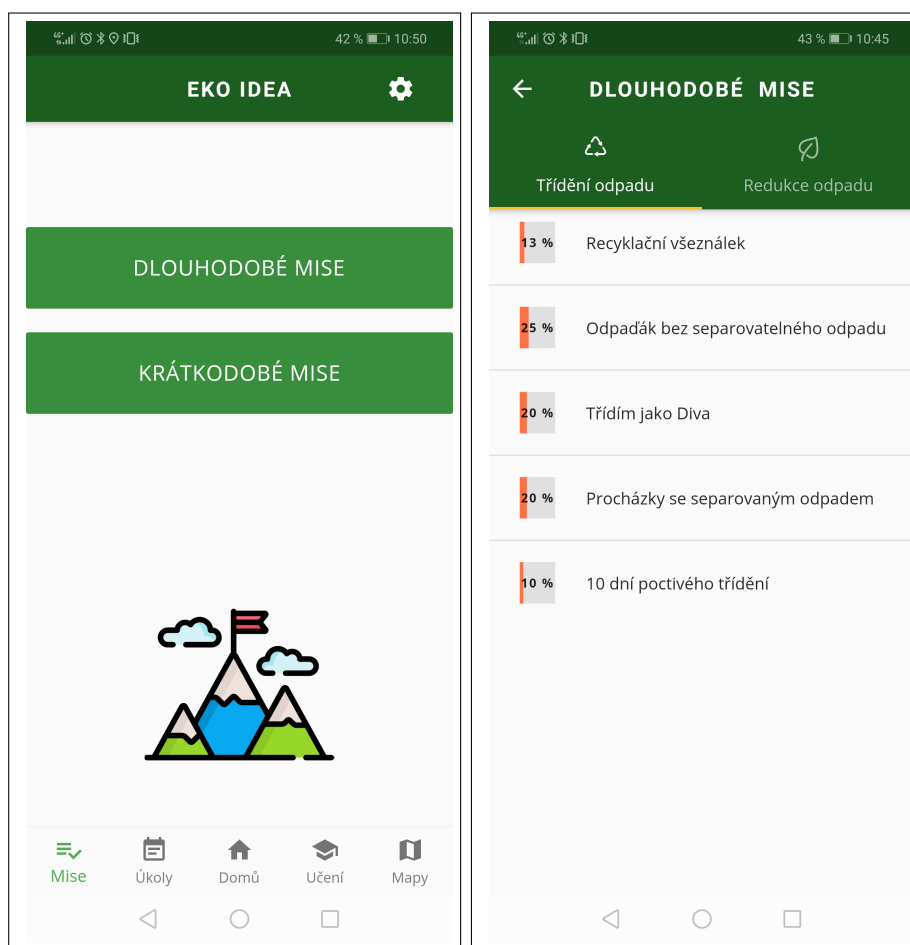 42 % 10:50
EKO IDEA
DLOUHODOBÉ MISE
KRÁTKODOBÉ MISE
Mise
Úkoly
Domů
Učení
Mapy
43 % 10:45
DLOUHODOBÉ MISE
Třídění odpadu
Redukce odpadu
13 % Recyklační všeználek
25 % Odpaďák bez separovatelného odpadu
20 % Třídím jako Diva
20 % Procházky se separovaným odpadem
10 % 10 dní poctivého třídění